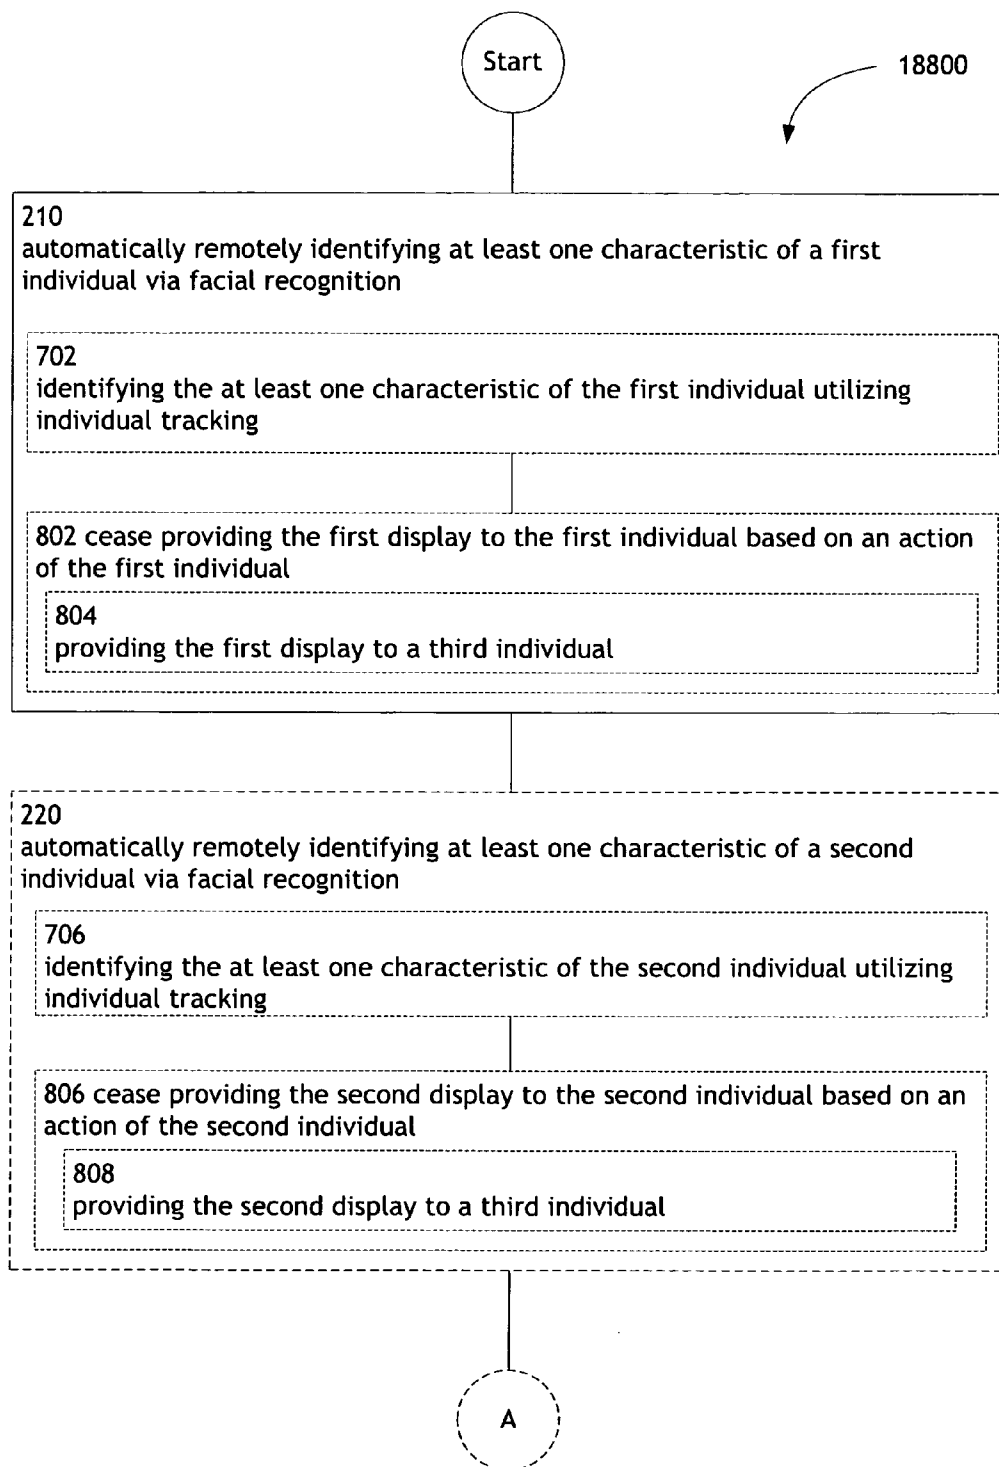 Start
18800
210
automatically remotely identifying at least one characteristic of a first
individual via facial recognition
702
identifying the at least one characteristic of the first individual utilizing
individual tracking
802 cease providing the first display to the first individual based on an action
of the first individual
804
providing the first display to a third individual
220
automatically remotely identifying at least one characteristic of a second
individual via facial recognition
706
identifying the at least one characteristic of the second individual utilizing
individual tracking
806 cease providing the second display to the second individual based on an
action of the second individual
808
providing the second display to a third individual
A